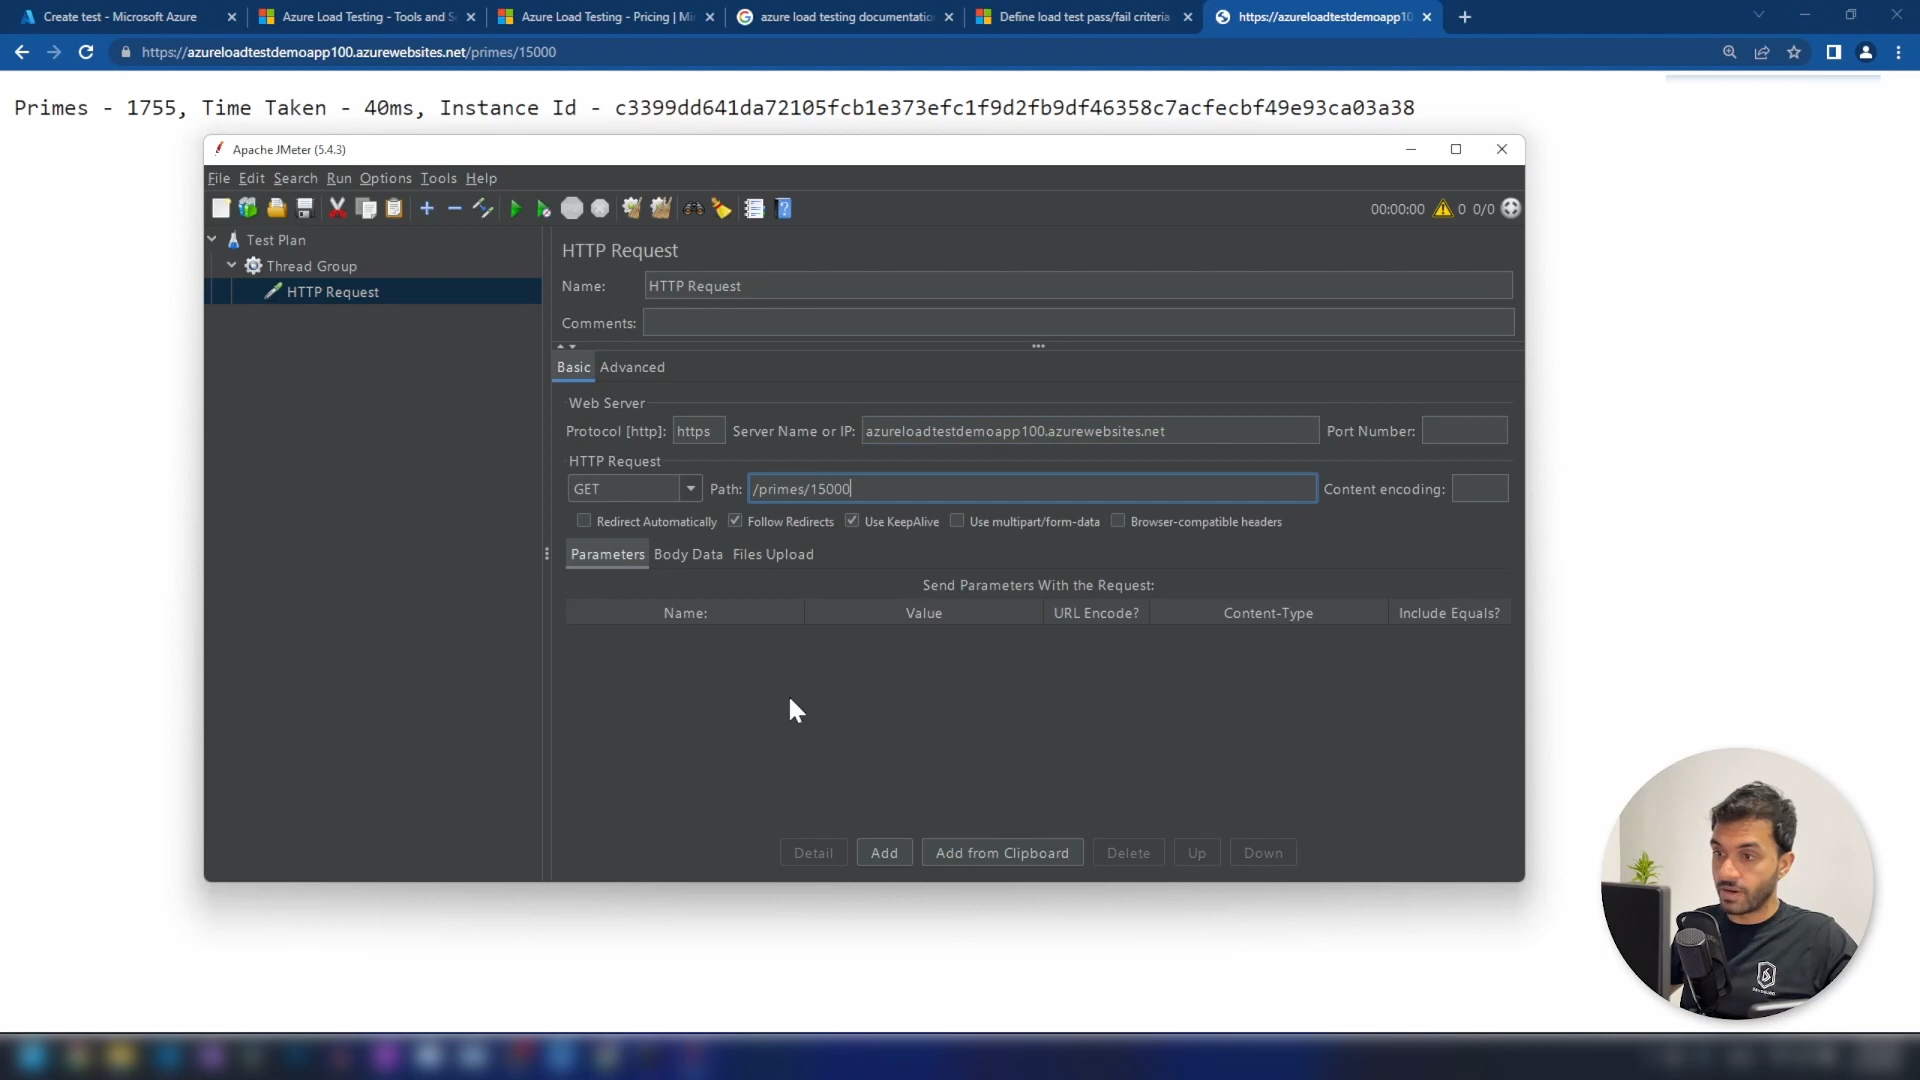 Create test - Microsoft Azure
Azure Load Testing - Tools and S
Azure Load Testing - Pricing | Mi
azure load testing documentatio
Define load test pass/fail criteria
https://azureloadtestdemoapp10
https://azureloadtestdemoapp100.azurewebsites.net/primes/15000
Primes - 1755, Time Taken - 40ms, Instance Id - c3399dd641da72105fcb1e373efc1f9d2fb9df46358c7acfecbf49e93ca03a38
Apache JMeter (5.4.3)
File Edit Search Run Options Tools Help
00:00:00 0 0/0
Test Plan
Thread Group
HTTP Request
HTTP Request
Name: HTTP Request
Comments:
Basic Advanced
Web Server
Protocol [http]: https Server Name or IP: azureloadtestdemoapp100.azurewebsites.net Port Number:
HTTP Request
GET Path: /primes/15000 Content encoding:
Redirect Automatically Follow Redirects Use KeepAlive Use multipart/form-data Browser-compatible headers
Parameters Body Data Files Upload
Send Parameters With the Request:
Name: Value URL Encode? Content-Type Include Equals?
Detail Add Add from Clipboard Delete Up Down